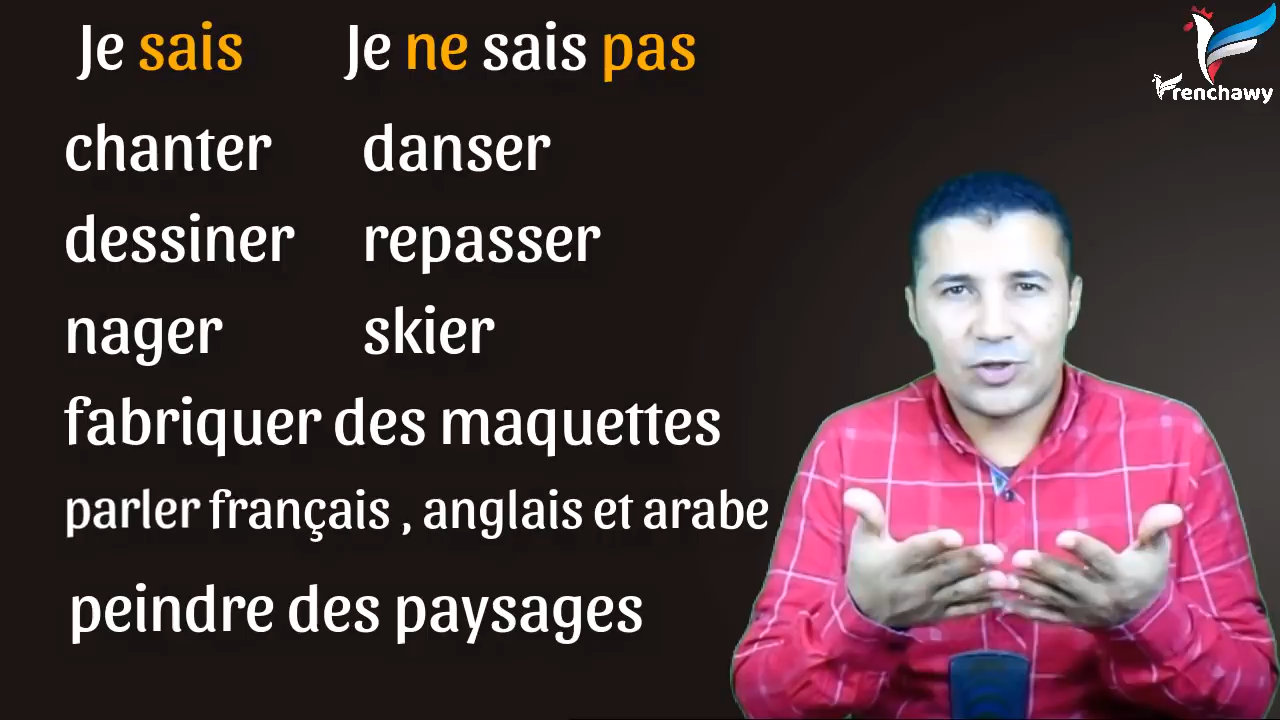 Je sais Je ne sais pas
Frenchawy
chanter danser
dessiner repasser
nager skier
fabriquer des maquettes
parler français , anglais et arabe
peindre des paysages